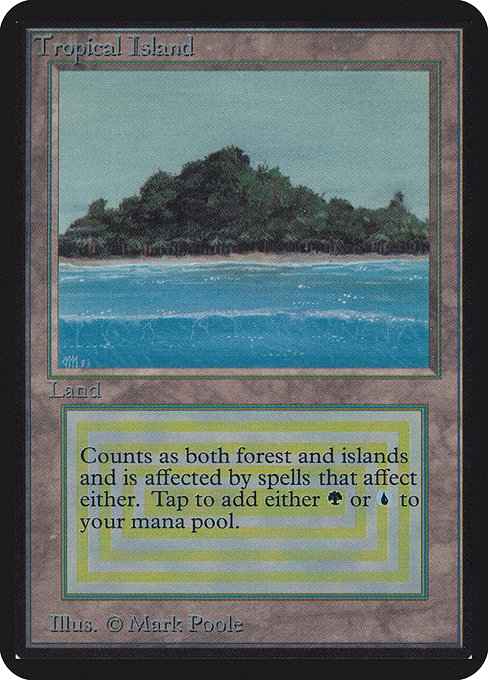 Tropical Island
Land
Counts as both forest and islands
and is affected by spells that affect
either. Tap to add either or to
your mana pool.
Illus. © Mark Poole